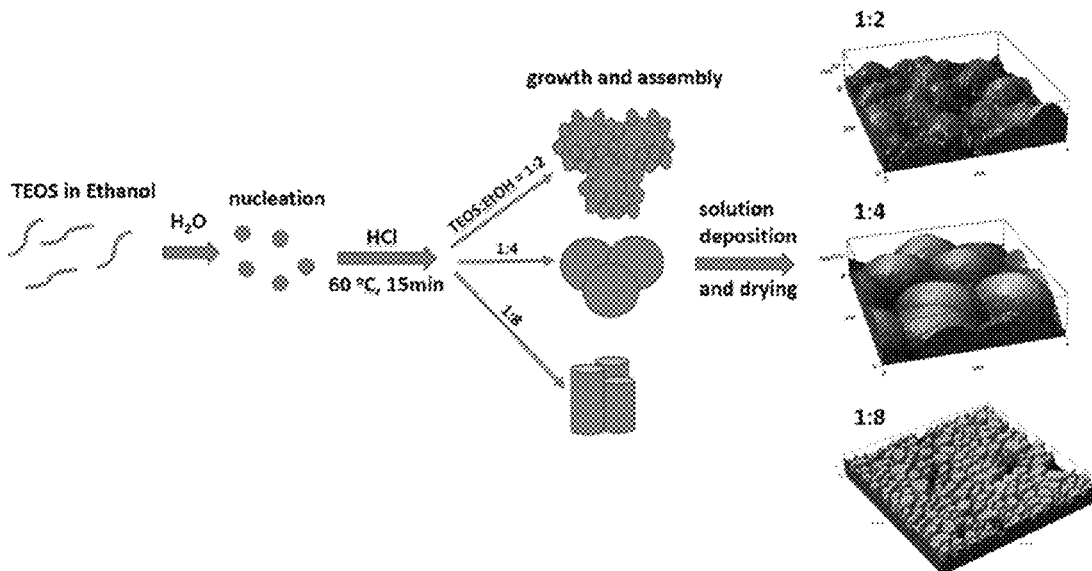 1:2
growth and assembly
TEOS in Ethanol
nucleation
H₂O
HCl
60 ºC, 15min
TEOS:EtOH = 1:2
1:4
1:8
solution
deposition
and drying
1:4
1:8